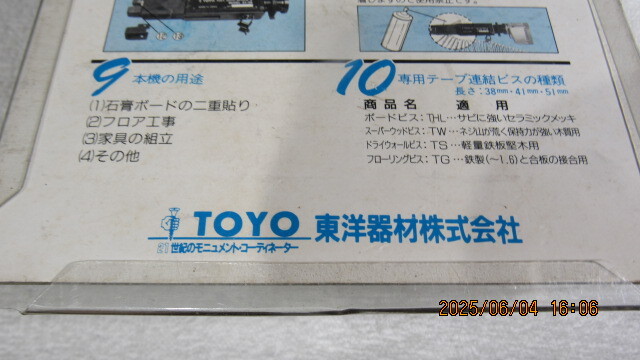 9 本機の用途
(1)石膏ボードの二重貼り
(2)フロア工事
(3)家具の組立
(4)その他
10 専用テープ連結ビスの種類
長さ:38mm・41mm・51mm
商品名 適用
ボードビス:THL…サビに強いセラミックメッキ
スーパーウッドビス:TW…ネジ山が荒く保持力が強い木質用
ドライウォールビス:TS…軽量鉄板堅木用
フローリングビス:TG…鉄製(〜1.6)と合板の接合用
TOYO 東洋器材株式会社
21世紀のモニュメント・コーディネーター
2025/06/04 16:06